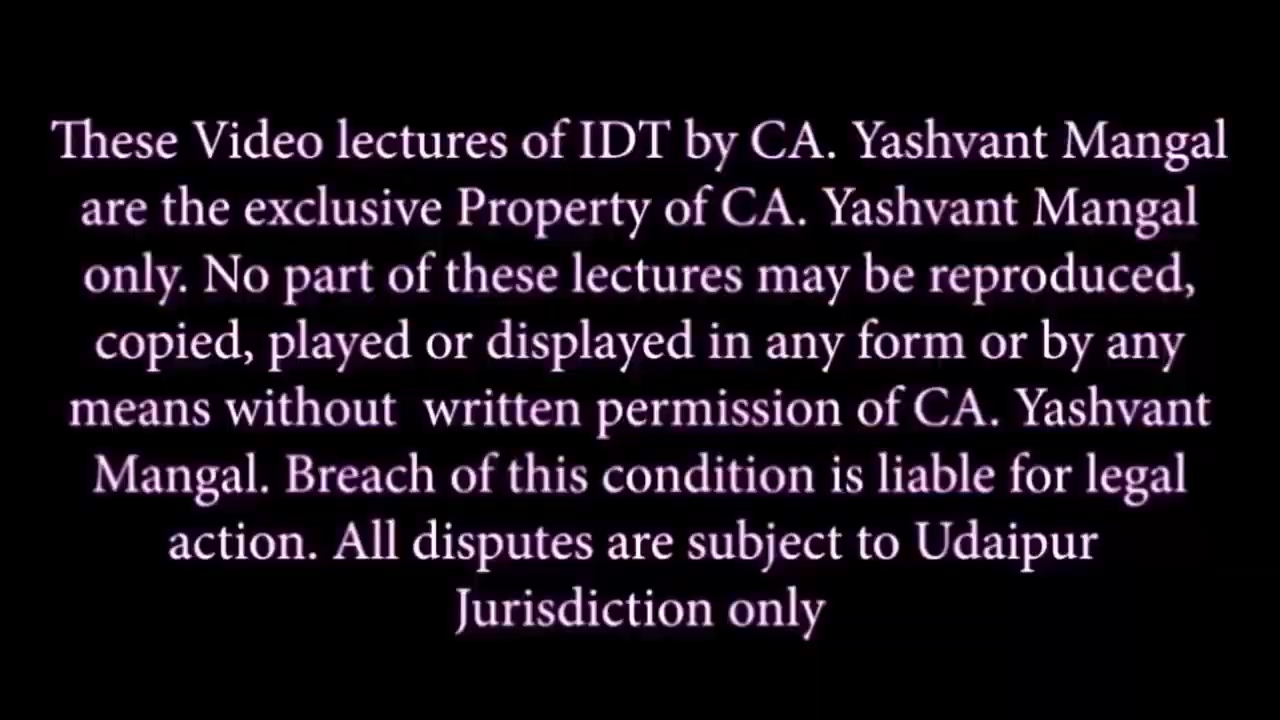 These Video lectures of IDT by CA. Yashvant Mangal
are the exclusive Property of CA. Yashvant Mangal
only. No part of these lectures may be reproduced,
copied, played or displayed in any form or by any
means without  written permission of CA. Yashvant
Mangal. Breach of this condition is liable for legal
action. All disputes are subject to Udaipur
Jurisdiction only